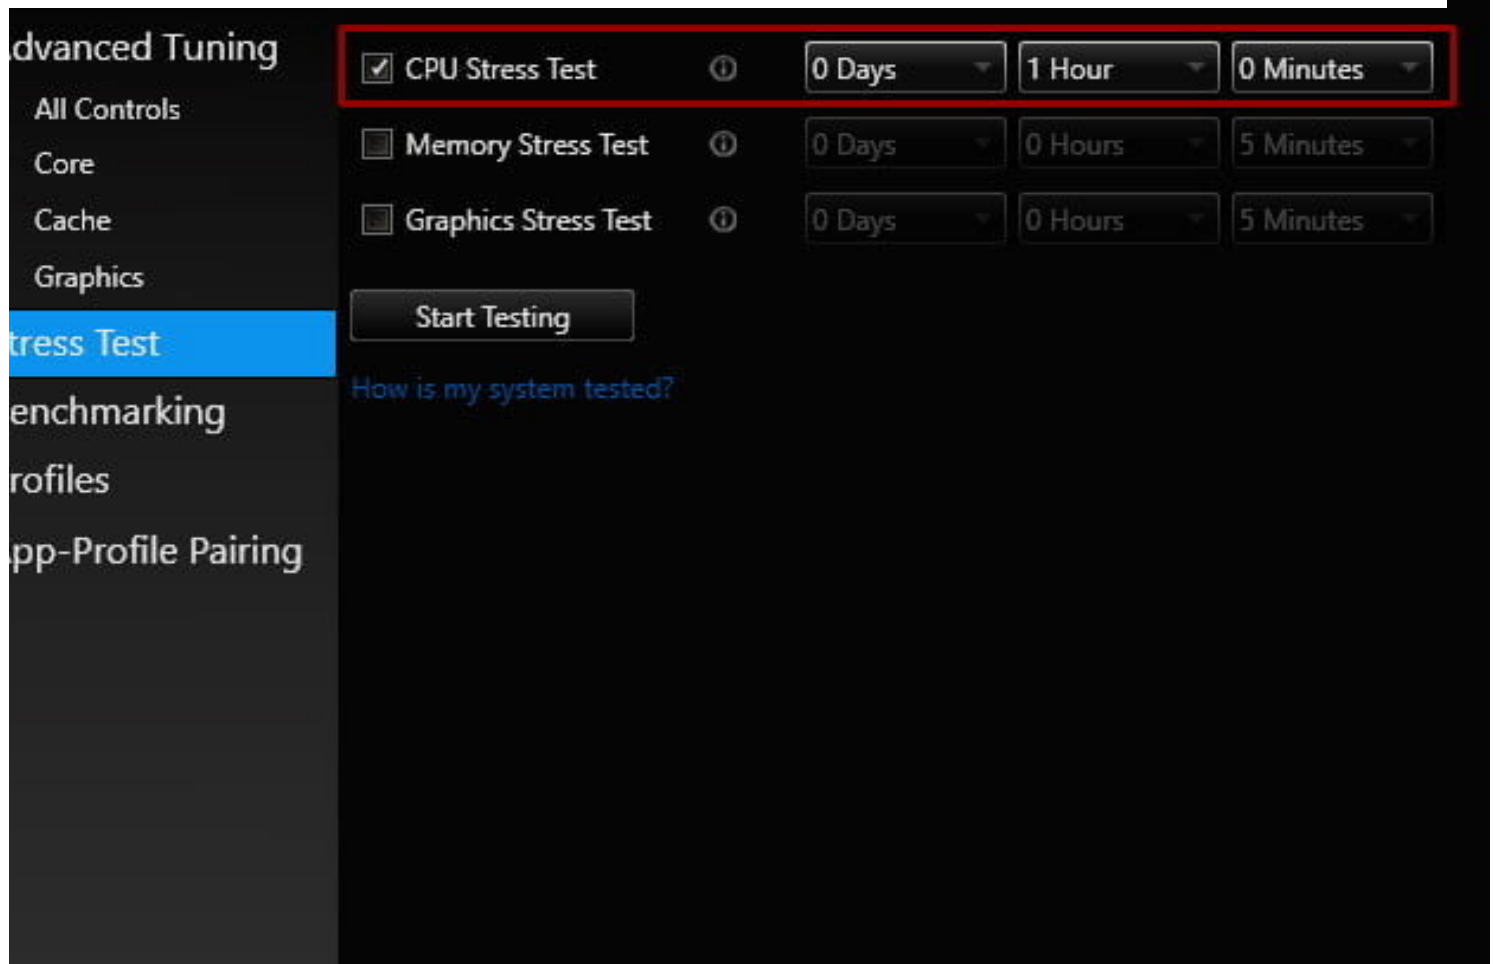 dvanced Tuning
All Controls
Core
Cache
Graphics
tress Test
enchmarking
rofiles
pp-Profile Pairing
CPU Stress Test 0 Days 1 Hour 0 Minutes
Memory Stress Test 0 Days 0 Hours 5 Minutes
Graphics Stress Test 0 Days 0 Hours 5 Minutes
Start Testing
How is my system tested?